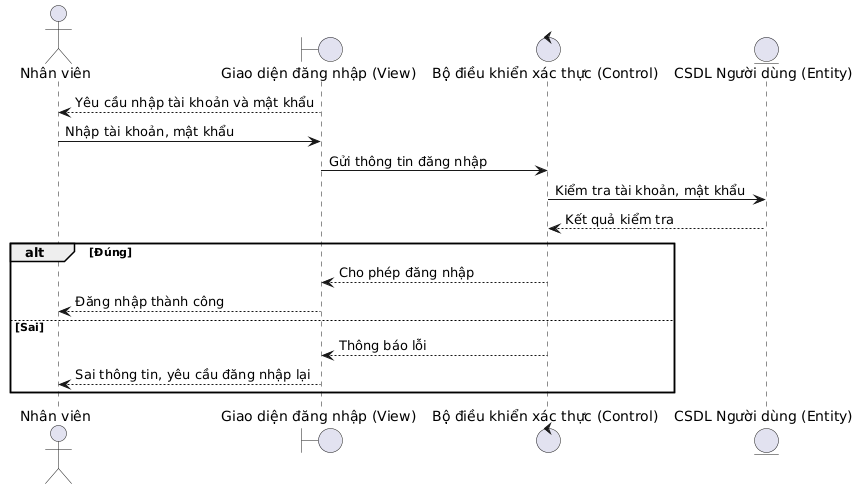 Nhân viên
Giao diện đăng nhập (View)
Bộ điều khiển xác thực (Control)
CSDL Người dùng (Entity)
Yêu cầu nhập tài khoản và mật khẩu
Nhập tài khoản, mật khẩu
Gửi thông tin đăng nhập
Kiểm tra tài khoản, mật khẩu
Kết quả kiểm tra
alt [Đúng]
Cho phép đăng nhập
Đăng nhập thành công
[Sai]
Thông báo lỗi
Sai thông tin, yêu cầu đăng nhập lại
Nhân viên
Giao diện đăng nhập (View)
Bộ điều khiển xác thực (Control)
CSDL Người dùng (Entity)